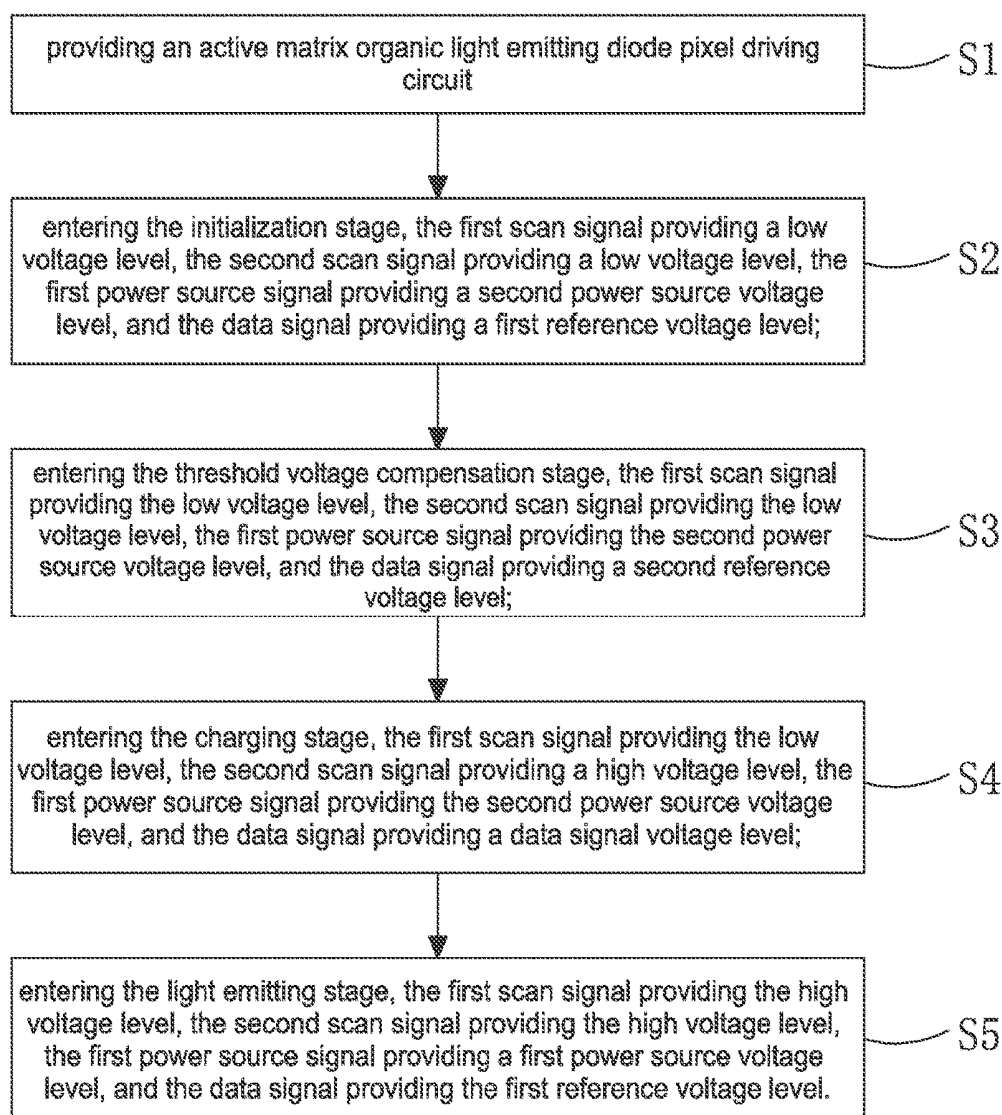 providing an active matrix organic light emitting diode pixel driving
circuit
S1
entering the initialization stage, the first scan signal providing a low
voltage level, the second scan signal providing a low voltage level, the
first power source signal providing a second power source voltage
level, and the data signal providing a first reference voltage level;
S2
entering the threshold voltage compensation stage, the first scan signal
providing the low voltage level, the second scan signal providing the low
voltage level, the first power source signal providing the second power
source voltage level, and the data signal providing a second reference
voltage level;
S3
entering the charging stage, the first scan signal providing the low
voltage level, the second scan signal providing a high voltage level, the
first power source signal providing the second power source voltage
level, and the data signal providing a data signal voltage level;
S4
entering the light emitting stage, the first scan signal providing the high
voltage level, the second scan signal providing the high voltage level,
the first power source signal providing a first power source voltage
level, and the data signal providing the first reference voltage level.
S5